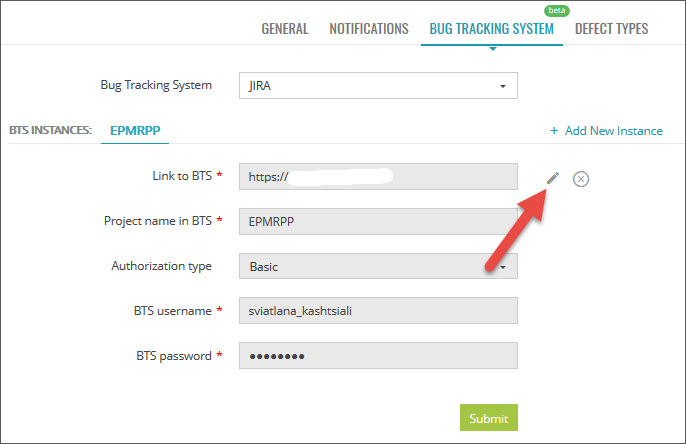 beta
GENERAL NOTIFICATIONS BUG TRACKING SYSTEM DEFECT TYPES
Bug Tracking System JIRA
BTS INSTANCES: EPMRPP + Add New Instance
Link to BTS * https://
Project name in BTS * EPMRPP
Authorization type Basic
BTS username * sviatlana_kashtsiali
BTS password * ●●●●●●●●
Submit